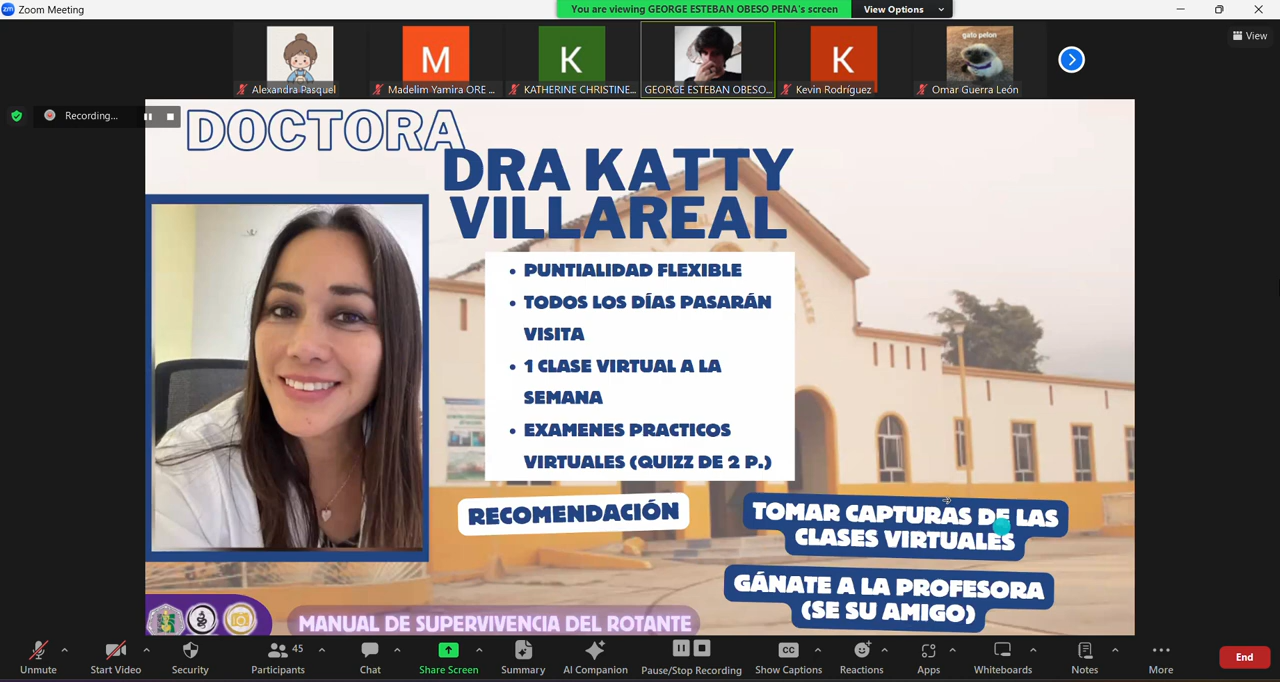 Zoom Meeting
You are viewing GEORGE ESTEBAN OBESO PENA's screen
View Options
View
gato pelon
M
K
K
Alexandra Pasquel
Madelim Yamira ORE ...
KATHERINE CHRISTINE...
GEORGE ESTEBAN OBESO...
Kevin Rodríguez
Omar Guerra León
Recording...
DOCTORA
DRA KATTY
VILLAREAL
• PUNTIALIDAD FLEXIBLE
• TODOS LOS DÍAS PASARÁN
VISITA
• 1 CLASE VIRTUAL A LA
SEMANA
• EXAMENES PRACTICOS
VIRTUALES (QUIZZ DE 2 P.)
RECOMENDACIÓN
TOMAR CAPTURAS DE LAS
CLASES VIRTUALES
GÁNATE A LA PROFESORA
(SE SU AMIGO)
MANUAL DE SUPERVIVENCIA DEL ROTANTE
45
CC
Unmute
Start Video
Security
Participants
Chat
Share Screen
Summary
AI Companion
Pause/Stop Recording
Show Captions
Reactions
Apps
Whiteboards
Notes
More
End